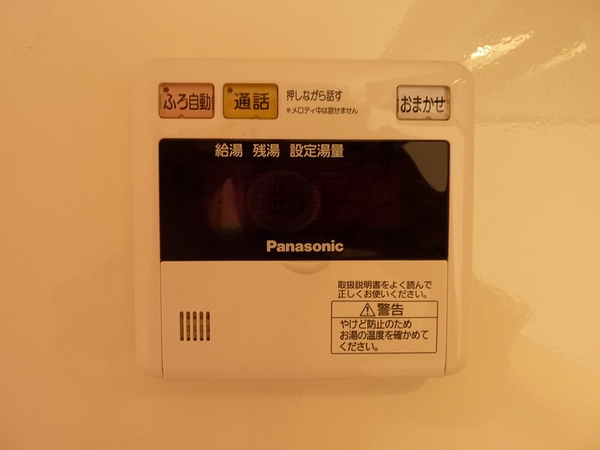 ふろ自動 通話 押しながら話す おまかせ
※メロディ中は話せません
給湯 残湯 設定湯量
Panasonic
取扱説明書をよく読んで
正しくお使いください。
⚠警告
やけど防止のため
お湯の温度を確かめて
ください。